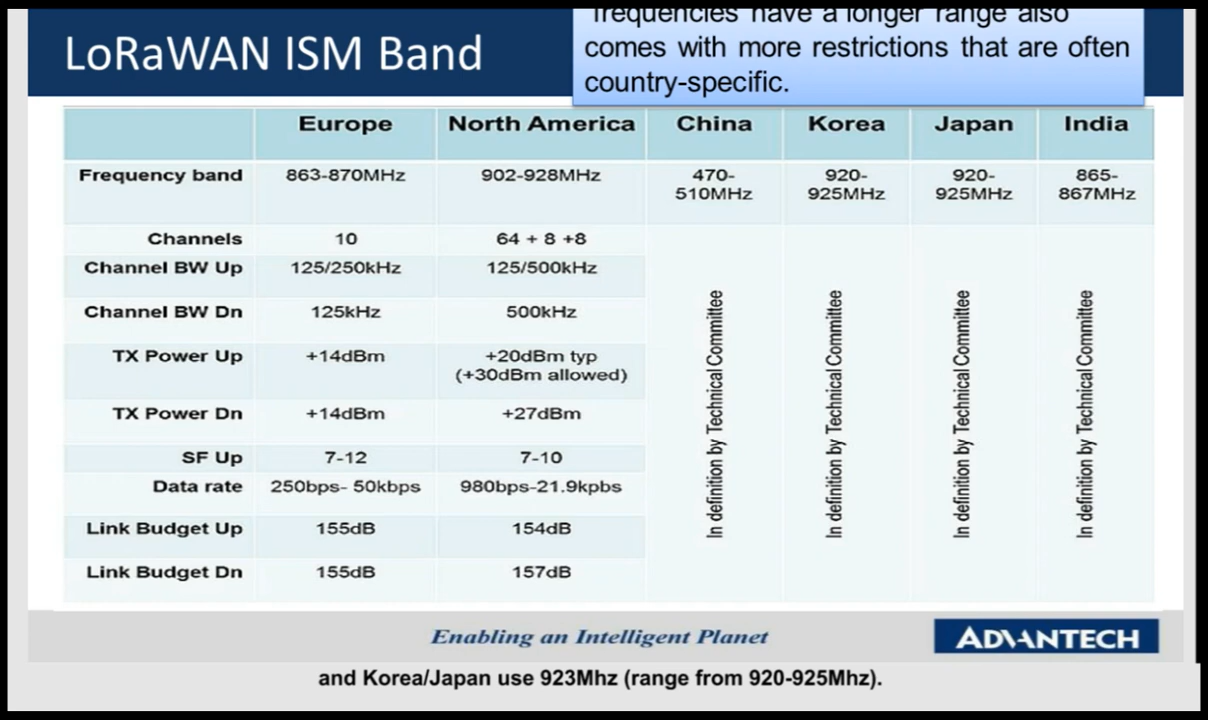 frequencies have a longer range also
LoRaWAN ISM Band
comes with more restrictions that are often
country-specific.
Europe North America China Korea Japan India
Frequency band 863-870MHz 902-928MHz 470-510MHz 920-925MHz 920-925MHz 865-867MHz
Channels 10 64 + 8 +8
Channel BW Up 125/250kHz 125/500kHz
Channel BW Dn 125kHz 500kHz
TX Power Up +14dBm +20dBm typ
(+30dBm allowed)
TX Power Dn +14dBm +27dBm
SF Up 7-12 7-10
Data rate 250bps- 50kbps 980bps-21.9kpbs
Link Budget Up 155dB 154dB
Link Budget Dn 155dB 157dB
In definition by Technical Committee
In definition by Technical Committee
In definition by Technical Committee
In definition by Technical Committee
Enabling an Intelligent Planet
ADVANTECH
and Korea/Japan use 923Mhz (range from 920-925Mhz).